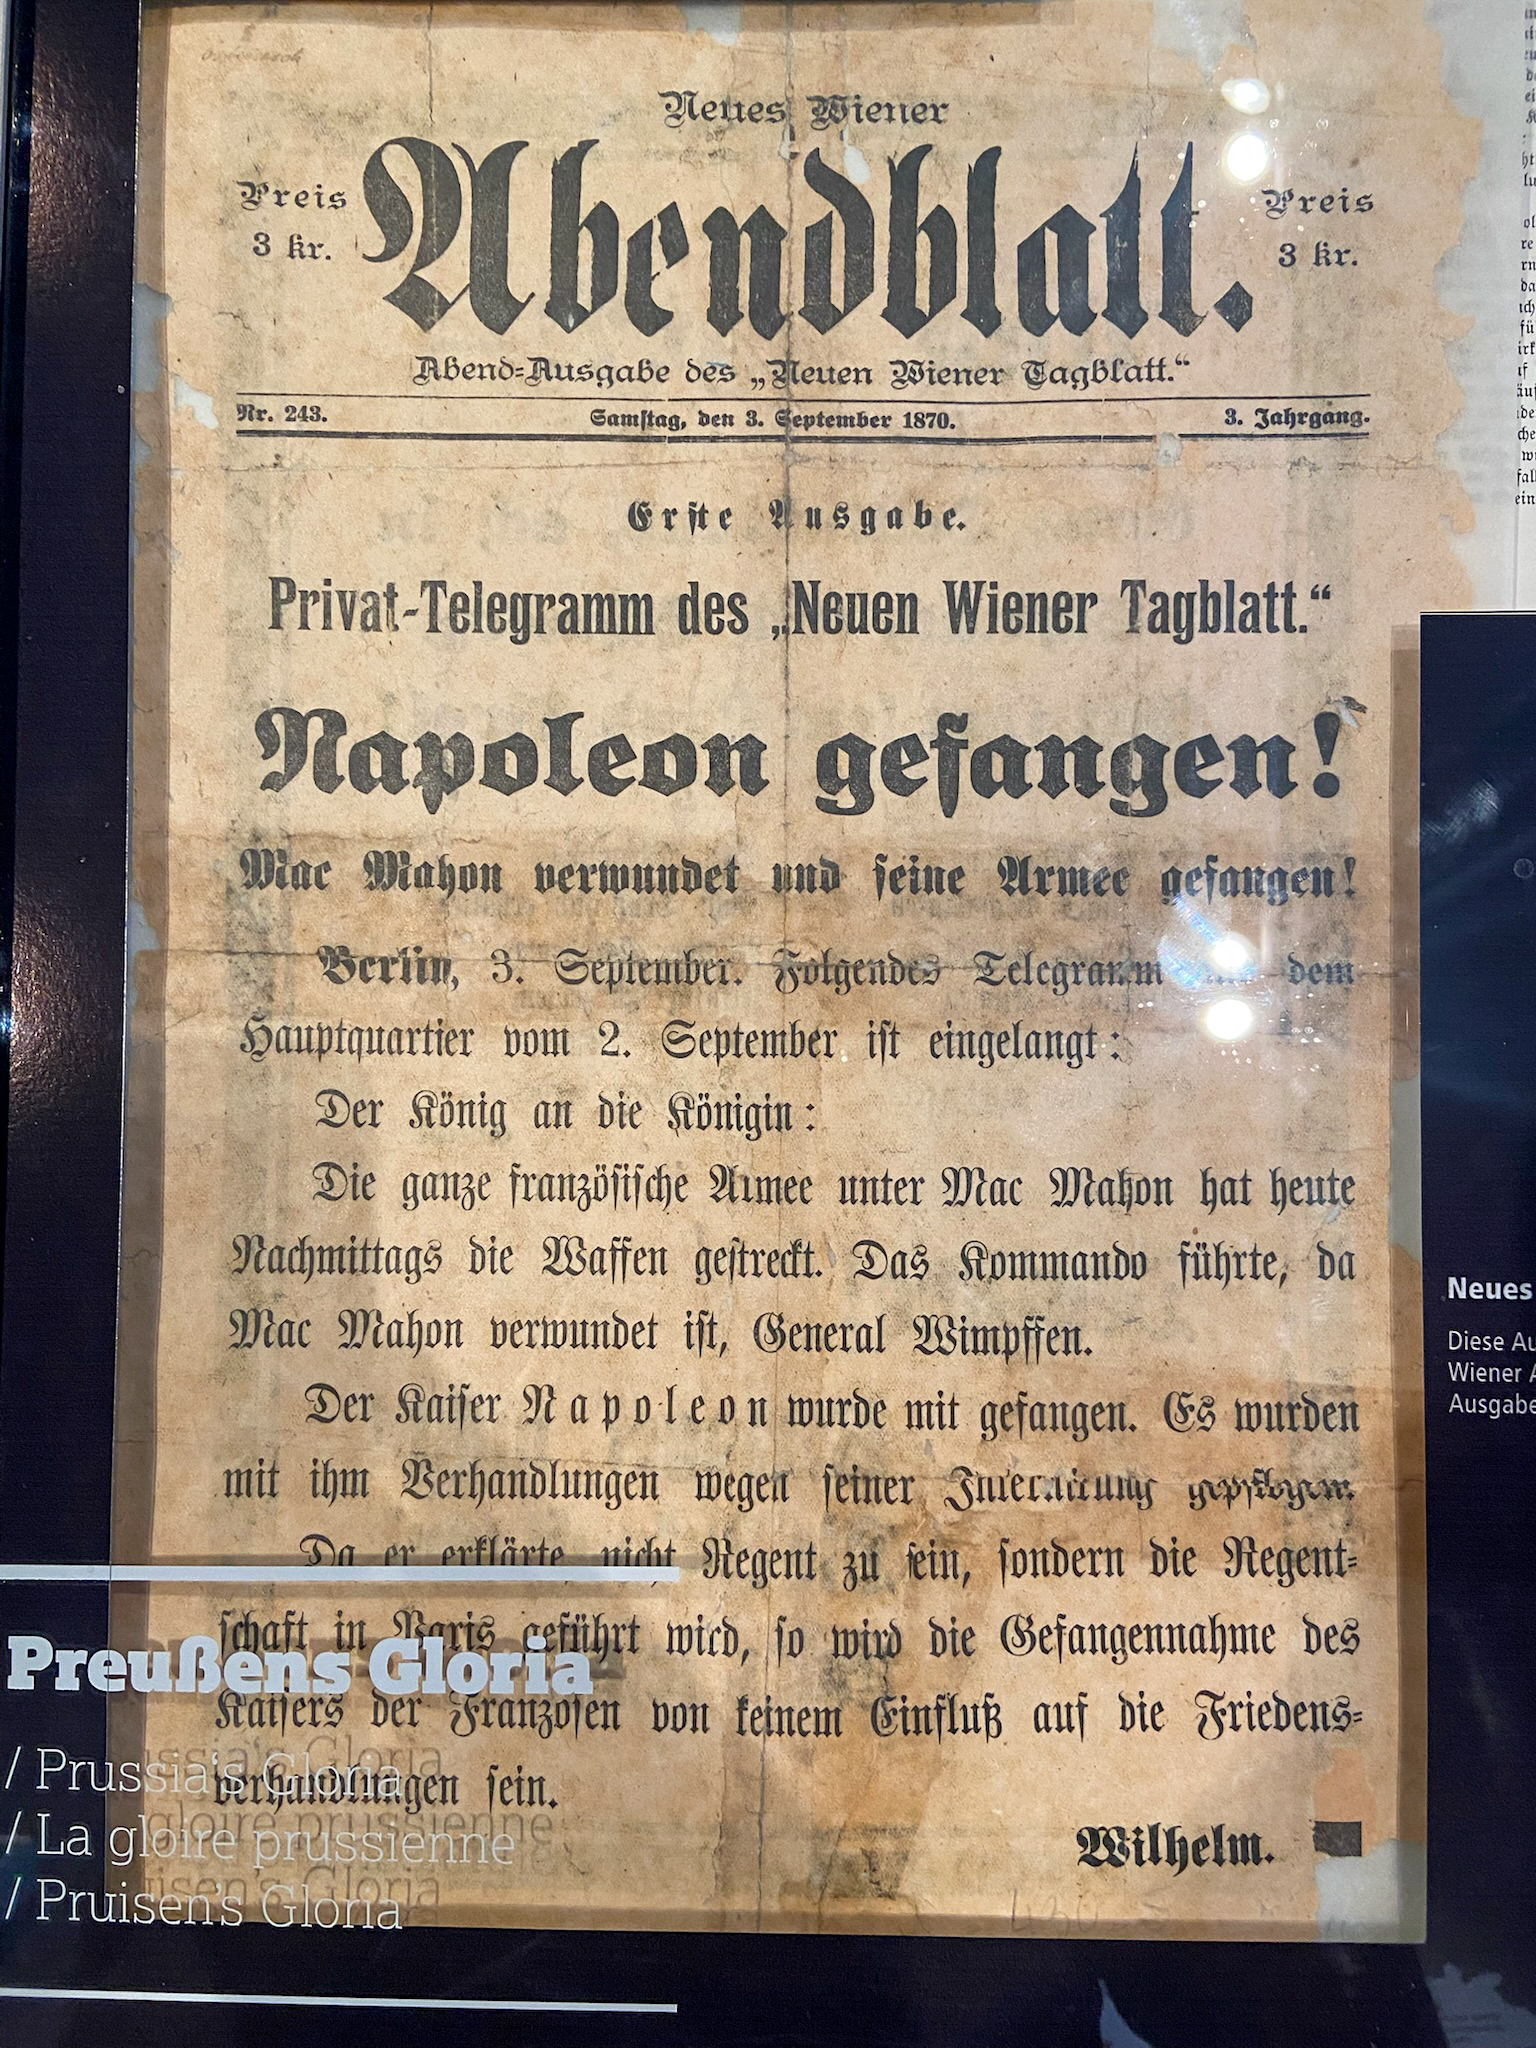 Neues Wiener
Preis
3 kr.
Abendblatt.
Preis
3 kr.
Abend-Ausgabe des „Neuen Wiener Tagblatt.“
Nr. 243.
Samstag, den 3. September 1870.
3. Jahrgang.
Erste Ausgabe.
Privat-Telegramm des „Neuen Wiener Tagblatt.“
Napoleon gefangen!
Mac Mahon verwundet und seine Armee gefangen!
Berlin, 3. September. Folgendes Telegramm dem
Hauptquartier vom 2. September ist eingelangt:
Der König an die Königin:
Die ganze französische Armee unter Mac Mahon hat heute
Nachmittags die Waffen gestreckt. Das Kommando führte, da
Mac Mahon verwundet ist, General Wimpffen.
Der Kaiser Napoleon wurde mit gefangen. Es wurden
mit ihm Verhandlungen wegen seiner Internirung gepflogen.
Da er erklärte nicht Regent zu sein, sondern die Regent-
schaft in Paris geführt wird, so wird die Gefangennahme des
Kaisers der Franzosen von keinem Einfluß auf die Friedens-
verhandlungen sein.
Wilhelm.
Preußens Gloria
/ Prussia's Gloria
/ La gloire prussienne
/ Pruisen's Gloria
Neues
Diese
Wiener
Ausgabe